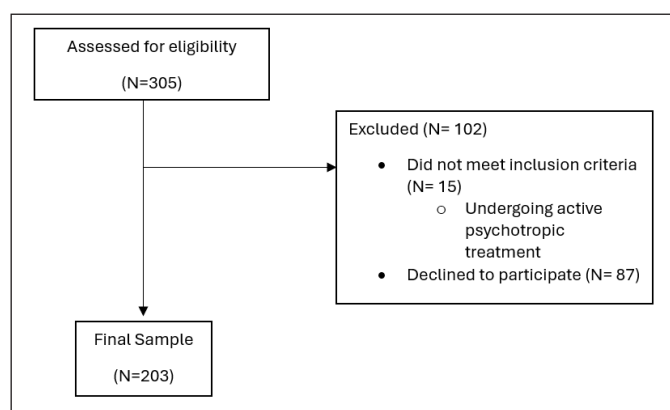 Assessed for eligibility
(N=305)
Excluded (N= 102)
• Did not meet inclusion criteria
(N= 15)
o Undergoing active
psychotropic
treatment
• Declined to participate (N= 87)
Final Sample
(N=203)